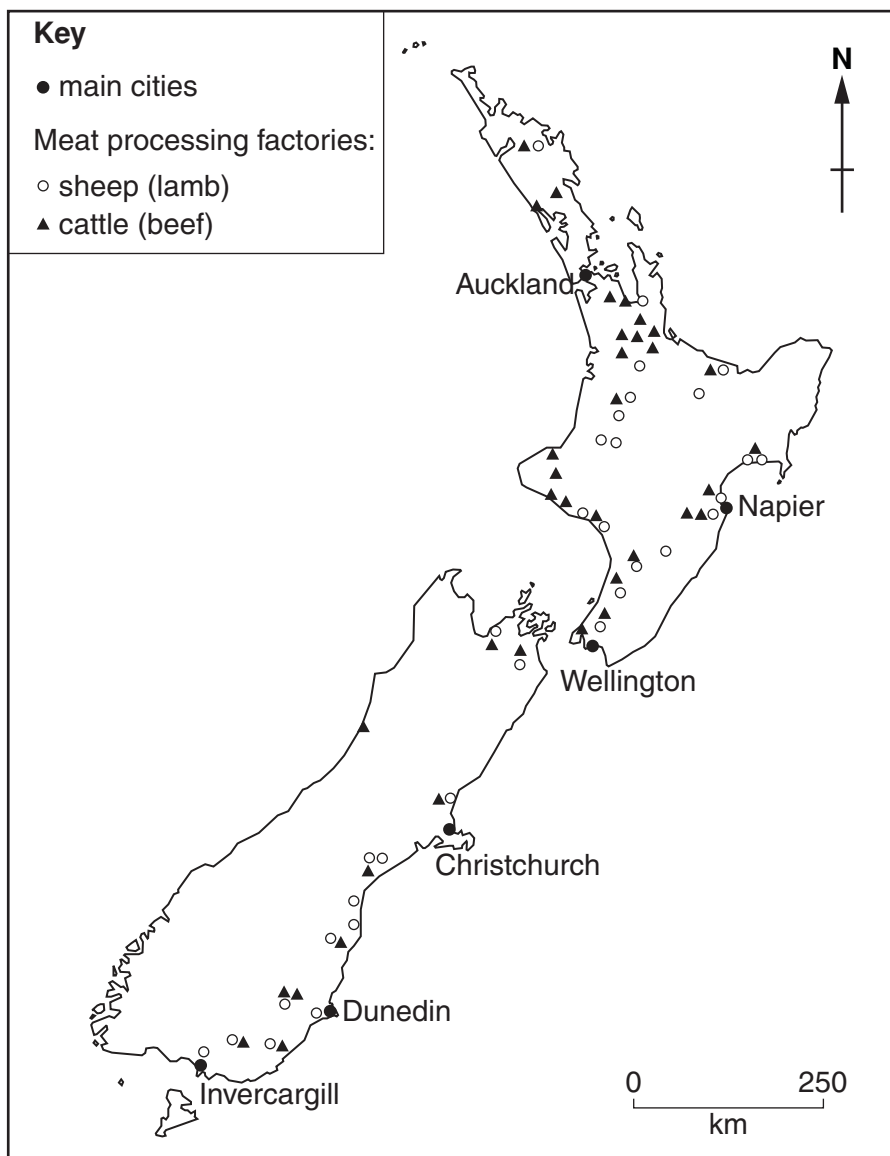 Key
main cities
Meat processing factories:
sheep (lamb)
cattle (beef)
N
Auckland
Napier
Wellington
Christchurch
Dunedin
Invercargill
0 250
km